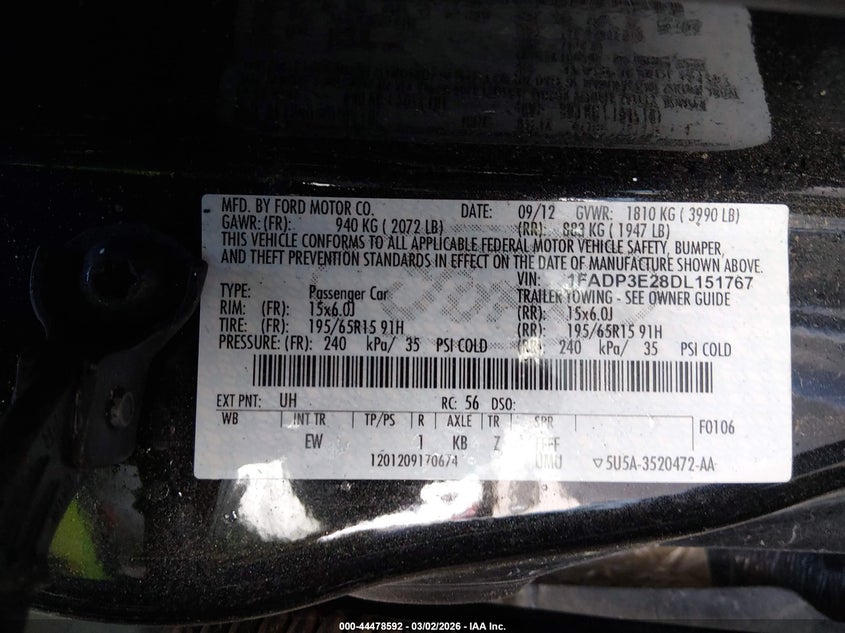 MFD. BY FORD MOTOR CO. DATE: 09/12 GVWR: 1810 KG ( 3990 LB)
GAWR:(FR): 940 KG ( 2072 LB) (RR): 883 KG ( 1947 LB)
THIS VEHICLE CONFORMS TO ALL APPLICABLE FEDERAL MOTOR VEHICLE SAFETY, BUMPER,
AND THEFT PREVENTION STANDARDS IN EFFECT ON THE DATE OF MANUFACTURE SHOWN ABOVE.
VIN: 1FADP3E28DL151767
TYPE: Passenger Car TRAILER TOWING - SEE OWNER GUIDE
RIM: (FR): 15x6.0J (RR): 15x6.0J
TIRE: (FR): 195/65R15 91H (RR): 195/65R15 91H
PRESSURE: (FR): 240 kPa/ 35 PSI COLD (RR): 240 kPa/ 35 PSI COLD
EXT PNT: UH RC: 56 DSO:
WB INT TR TP/PS R AXLE TR SPR F0106
EW 1 KB Z
1201209170674 UMU ▽5U5A-3520472-AA
000-44478592 — 03/02/2026 — IAA Inc.